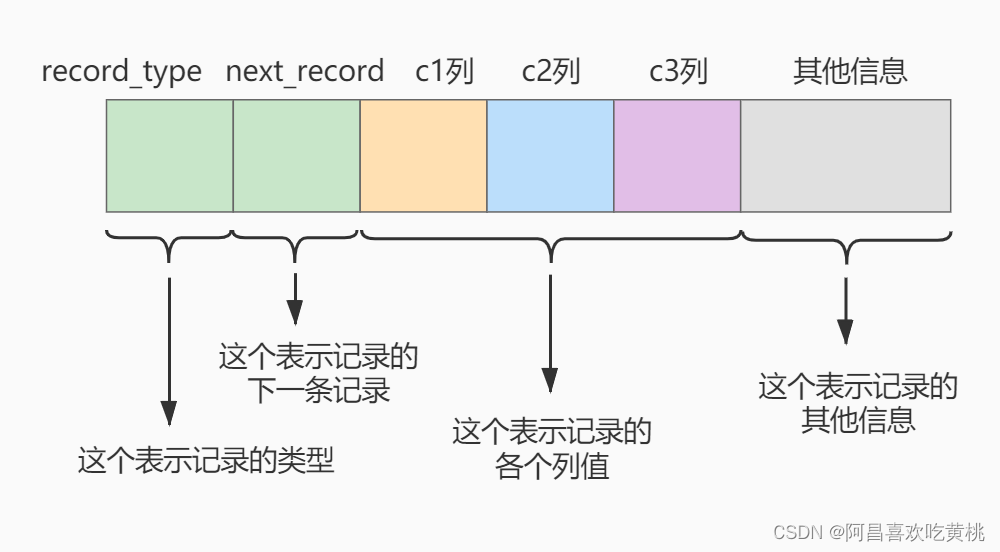 record_type next_record c1列 c2列 c3列 其他信息
这个表示记录的
下一条记录
这个表示记录的类型
这个表示记录的
各个列值
这个表示记录的
其他信息
CSDN @阿昌喜欢吃黄桃